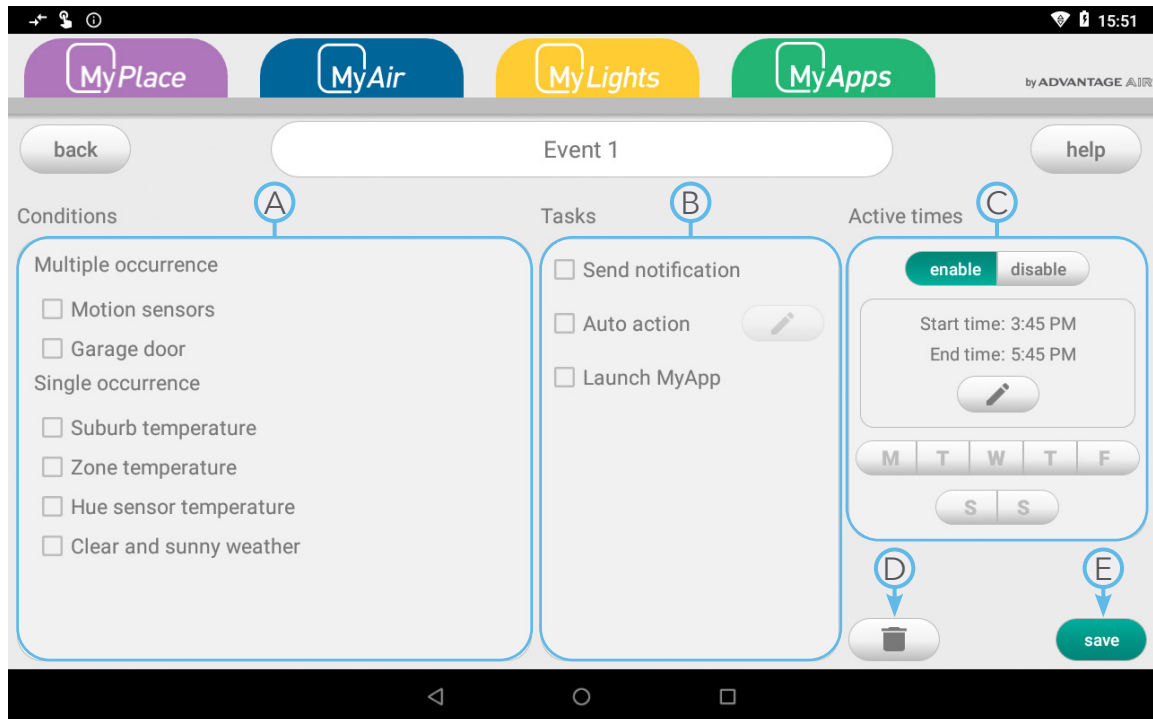 15:51
MyPlace
MyAir
MyLights
MyApps
by ADVANTAGE AIR
back
Event 1
help
Conditions
A
Tasks
B
Active times
C
Multiple occurrence
Motion sensors
Garage door
Single occurrence
Suburb temperature
Zone temperature
Hue sensor temperature
Clear and sunny weather
Send notification
Auto action
Launch MyApp
enable disable
Start time: 3:45 PM
End time: 5:45 PM
M T W T F
S S
D
E
save